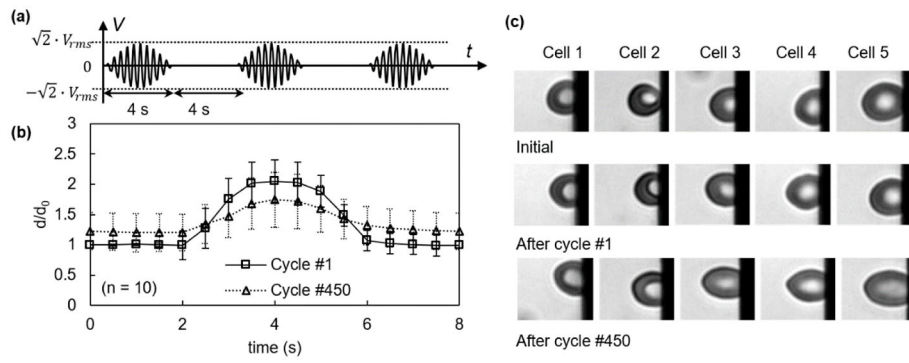 (a)
V
√2 · Vrms
0
−√2 · Vrms
t
4 s
4 s
(b)
3
2.5
2
1.5
1
0.5
0
d/d0
(n = 10)
Cycle #1
Cycle #450
0 2 4 6 8
time (s)
(c)
Cell 1 Cell 2 Cell 3 Cell 4 Cell 5
Initial
After cycle #1
After cycle #450